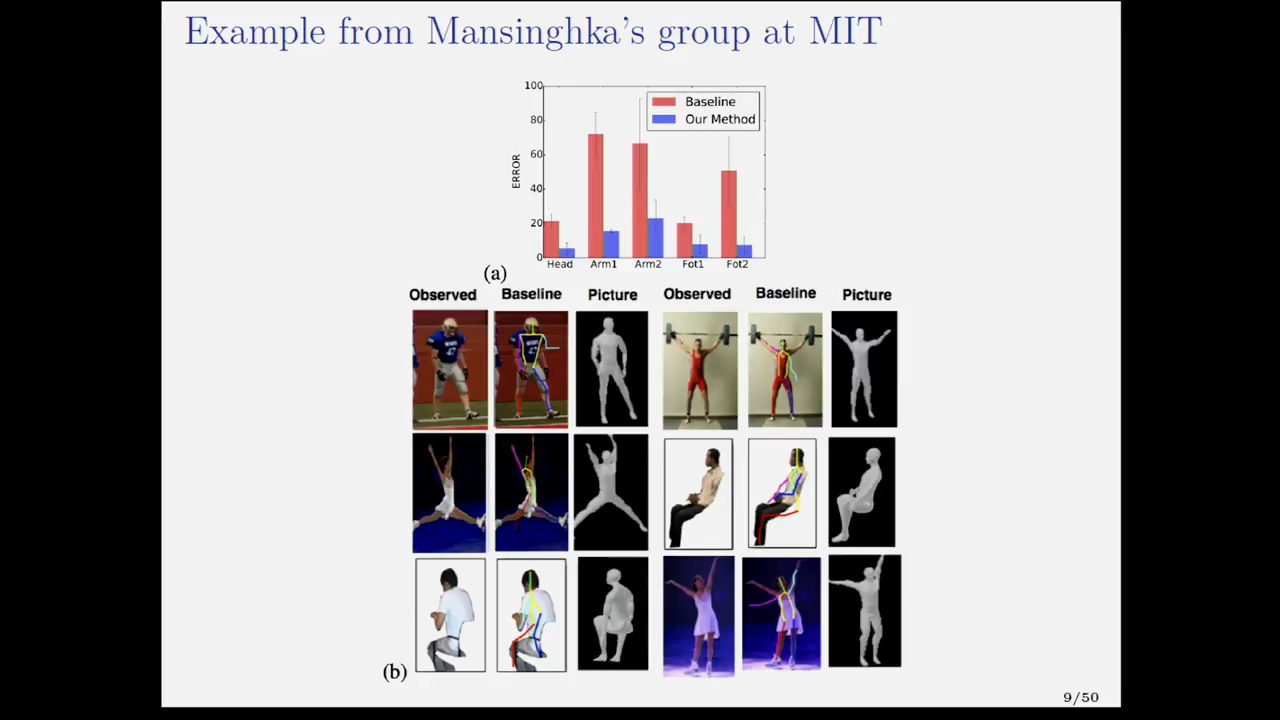 Example from Mansinghka's group at MIT
100
80
60
40
20
0
ERROR
Baseline
Our Method
Head Arm1 Arm2 Fot1 Fot2
(a)
Observed Baseline Picture Observed Baseline Picture
(b)
9/50